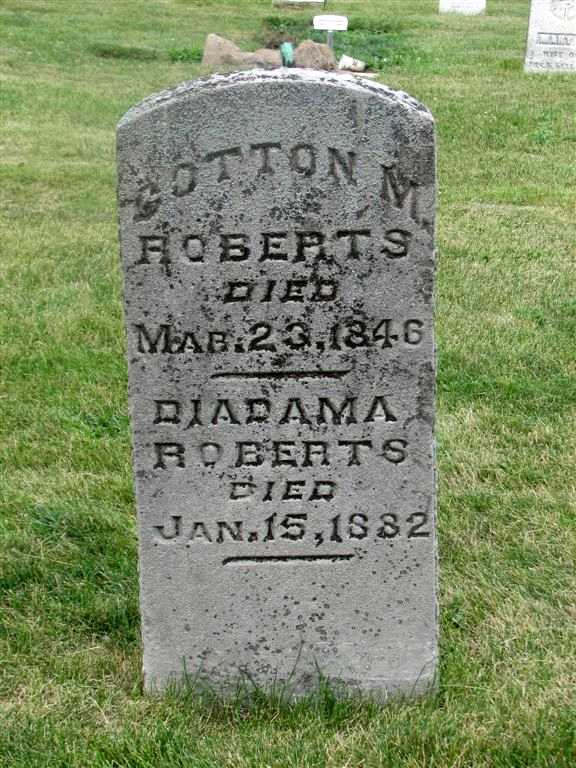 COTTON M.
ROBERTS
DIED
MAR. 23, 1846
DIADAMA
ROBERTS
DIED
JAN. 15, 1882